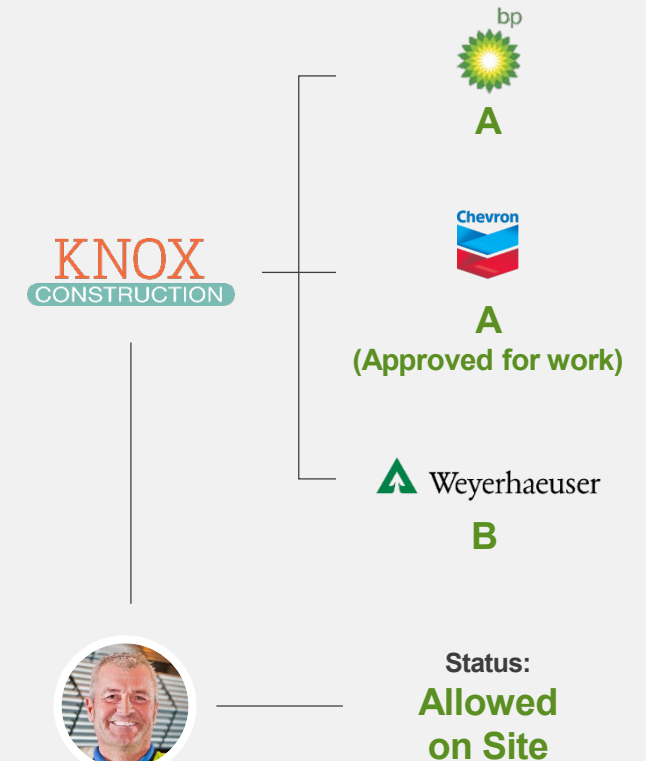 bp
A
KNOX
CONSTRUCTION
Chevron
A
(Approved for work)
Weyerhaeuser
B
Status:
Allowed
on Site